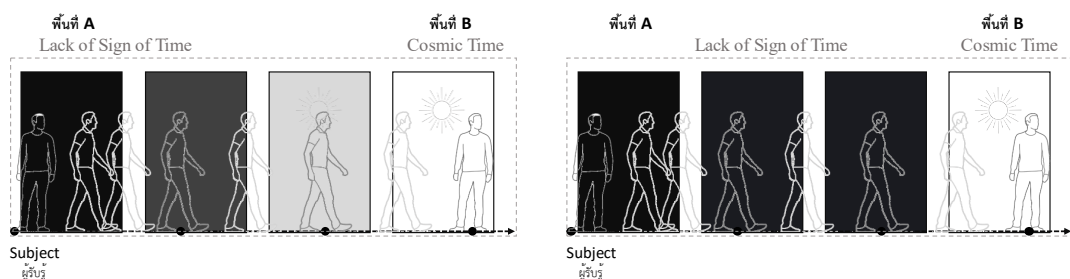 พื้นที่ A
พื้นที่ B
Lack of Sign of Time
Cosmic Time
Subject
ผู้รับรู้
พื้นที่ A
พื้นที่ B
Lack of Sign of Time
Cosmic Time
Subject
ผู้รับรู้